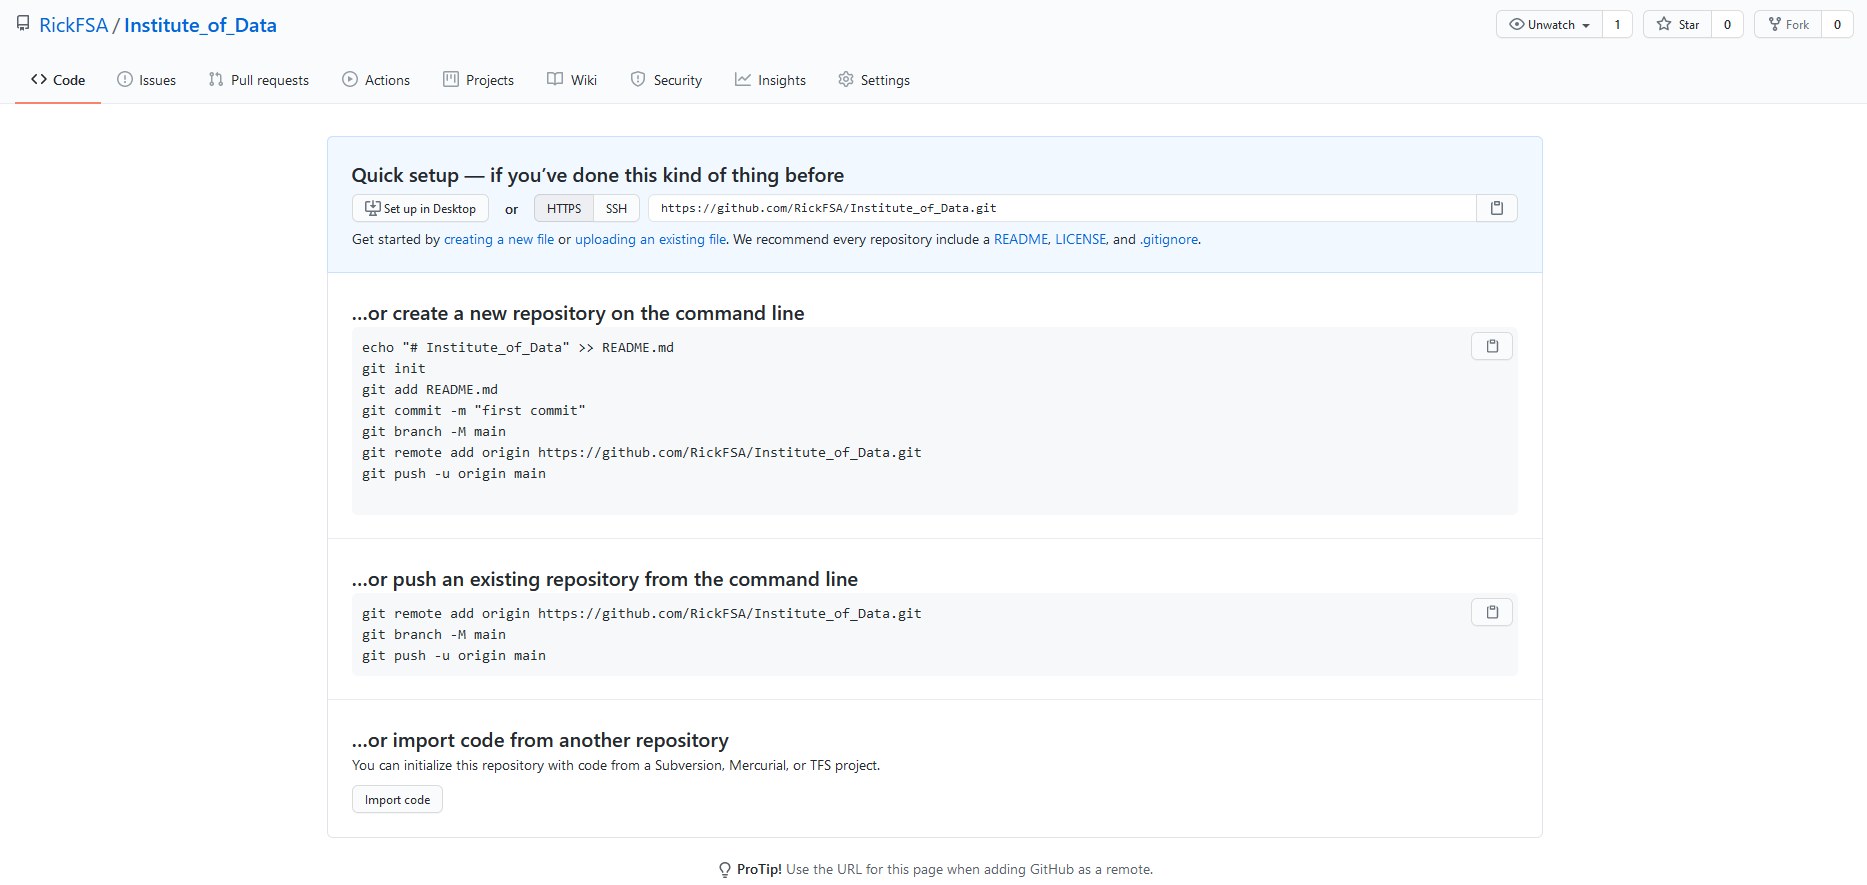 RickFSA / Institute_of_Data
Unwatch 1 Star 0 Fork 0
Code Issues Pull requests Actions Projects Wiki Security Insights Settings
Quick setup — if you’ve done this kind of thing before
Set up in Desktop or HTTPS SSH https://github.com/RickFSA/Institute_of_Data.git
Get started by creating a new file or uploading an existing file. We recommend every repository include a README, LICENSE, and .gitignore.
…or create a new repository on the command line
echo "# Institute_of_Data" >> README.md
git init
git add README.md
git commit -m "first commit"
git branch -M main
git remote add origin https://github.com/RickFSA/Institute_of_Data.git
git push -u origin main
…or push an existing repository from the command line
git remote add origin https://github.com/RickFSA/Institute_of_Data.git
git branch -M main
git push -u origin main
…or import code from another repository
You can initialize this repository with code from a Subversion, Mercurial, or TFS project.
Import code
ProTip! Use the URL for this page when adding GitHub as a remote.